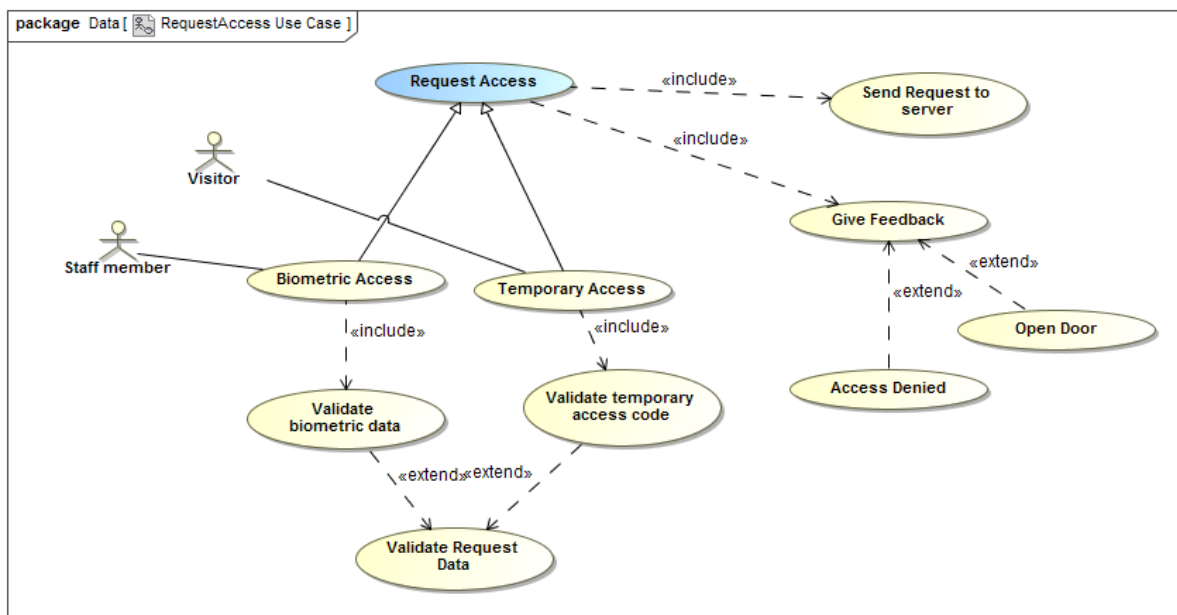 package Data [ RequestAccess Use Case ]
Request Access
«include»
Send Request to
server
«include»
Visitor
Give Feedback
Staff member
Biometric Access
Temporary Access
«extend»
«extend»
«include»
«include»
Open Door
Access Denied
Validate
biometric data
Validate temporary
access code
«extend»
«extend»
Validate Request
Data